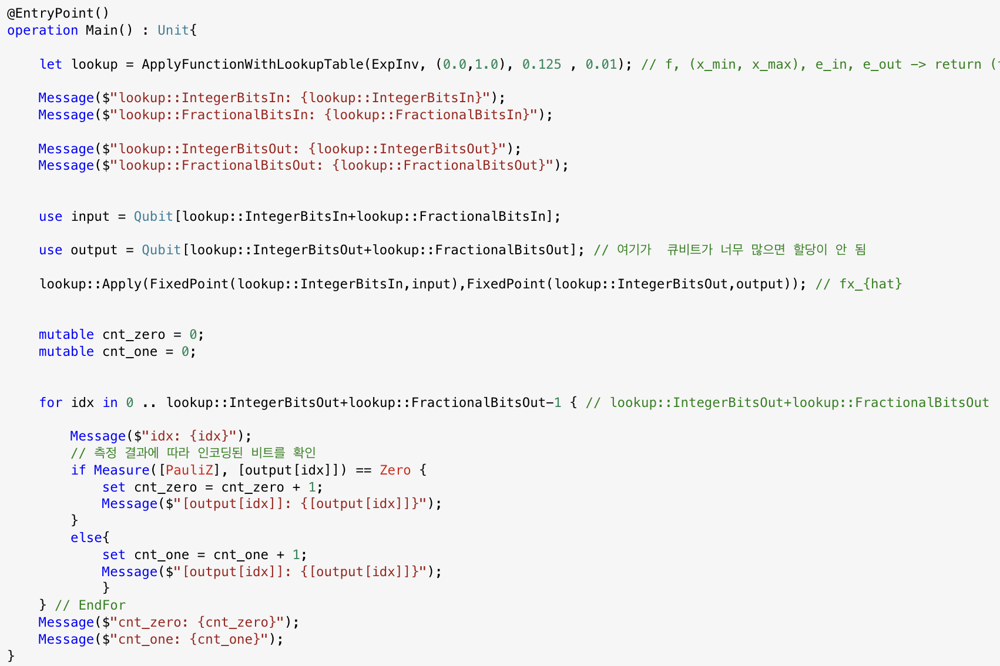 @EntryPoint()
operation Main() : Unit{
let lookup = ApplyFunctionWithLookupTable(ExpInv, (0.0,1.0), 0.125 , 0.01); // f, (x_min, x_max), e_in, e_out -> return (
Message($"lookup::IntegerBitsIn: {lookup::IntegerBitsIn}");
Message($"lookup::FractionalBitsIn: {lookup::FractionalBitsIn}");
Message($"lookup::IntegerBitsOut: {lookup::IntegerBitsOut}");
Message($"lookup::FractionalBitsOut: {lookup::FractionalBitsOut}");
use input = Qubit[lookup::IntegerBitsIn+lookup::FractionalBitsIn];
use output = Qubit[lookup::IntegerBitsOut+lookup::FractionalBitsOut]; // 여기가  큐비트가 너무 많으면 할당이 안 됨
lookup::Apply(FixedPoint(lookup::IntegerBitsIn,input),FixedPoint(lookup::IntegerBitsOut,output)); // fx_{hat}
mutable cnt_zero = 0;
mutable cnt_one = 0;
for idx in 0 .. lookup::IntegerBitsOut+lookup::FractionalBitsOut-1 { // lookup::IntegerBitsOut+lookup::FractionalBitsOut
Message($"idx: {idx}");
// 측정 결과에 따라 인코딩된 비트를 확인
if Measure([PauliZ], [output[idx]]) == Zero {
set cnt_zero = cnt_zero + 1;
Message($"[output[idx]]: {[output[idx]]}");
}
else{
set cnt_one = cnt_one + 1;
Message($"[output[idx]]: {[output[idx]]}");
}
} // EndFor
Message($"cnt_zero: {cnt_zero}");
Message($"cnt_one: {cnt_one}");
}